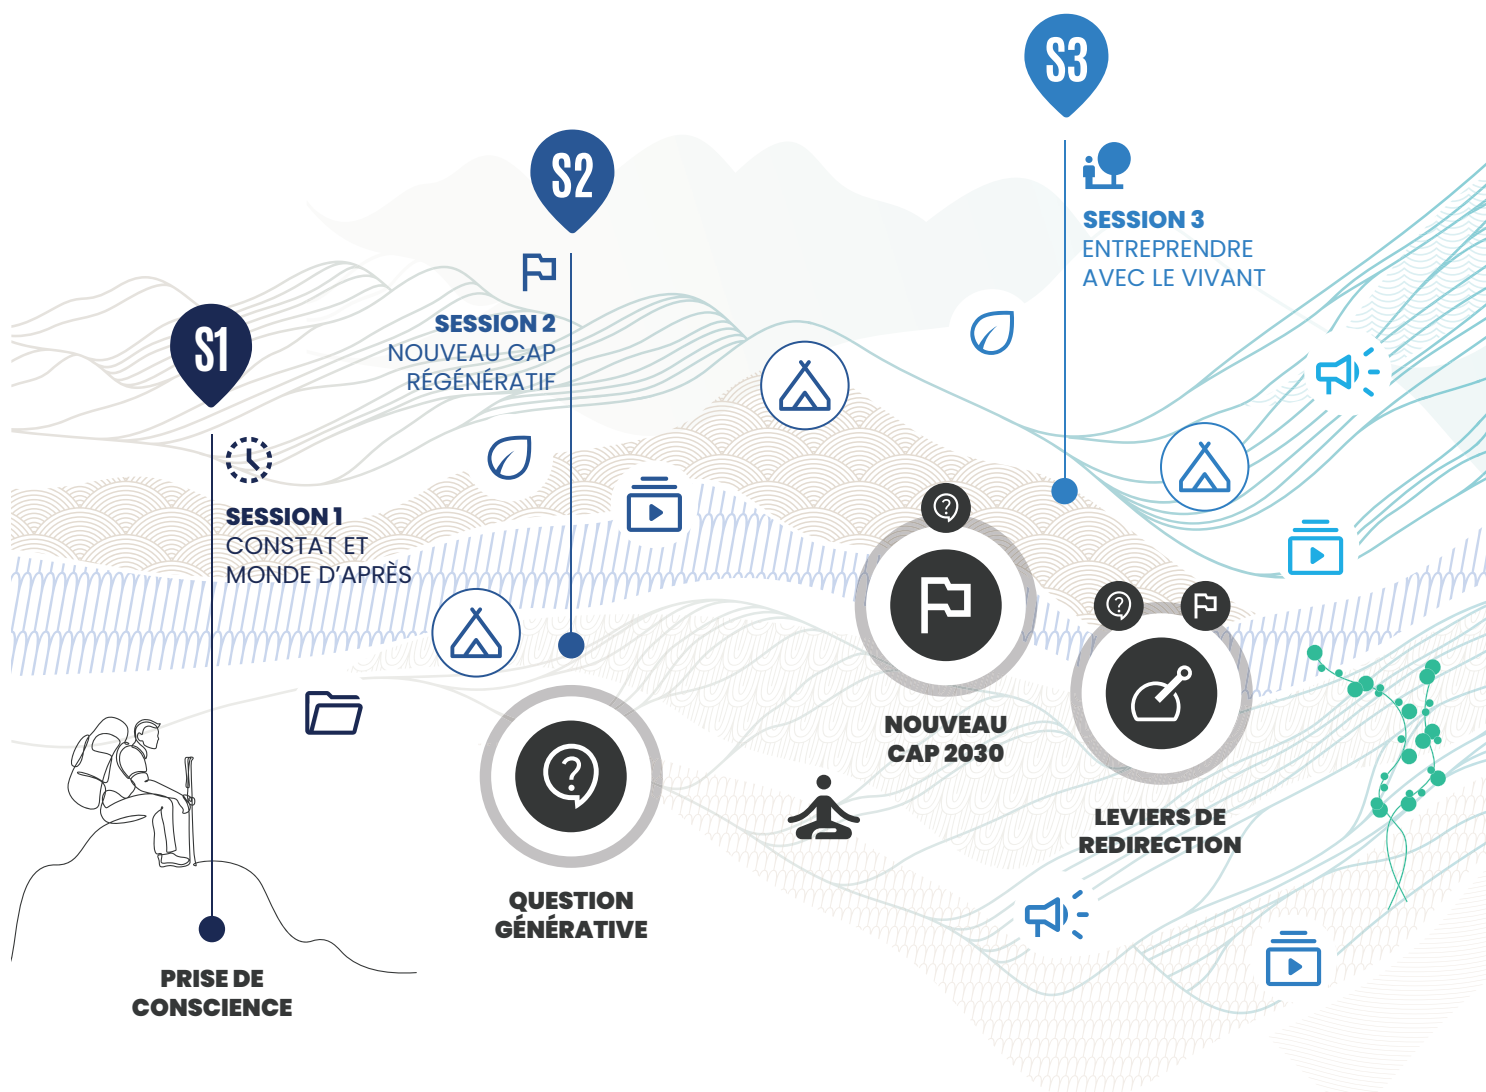 S1
SESSION 1
CONSTAT ET
MONDE D'APRÈS
PRISE DE
CONSCIENCE
S2
SESSION 2
NOUVEAU CAP
RÉGÉNÉRATIF
?
QUESTION
GÉNÉRATIVE
S3
SESSION 3
ENTREPRENDRE
AVEC LE VIVANT
?
NOUVEAU
CAP 2030
?
LEVIERS DE
REDIRECTION